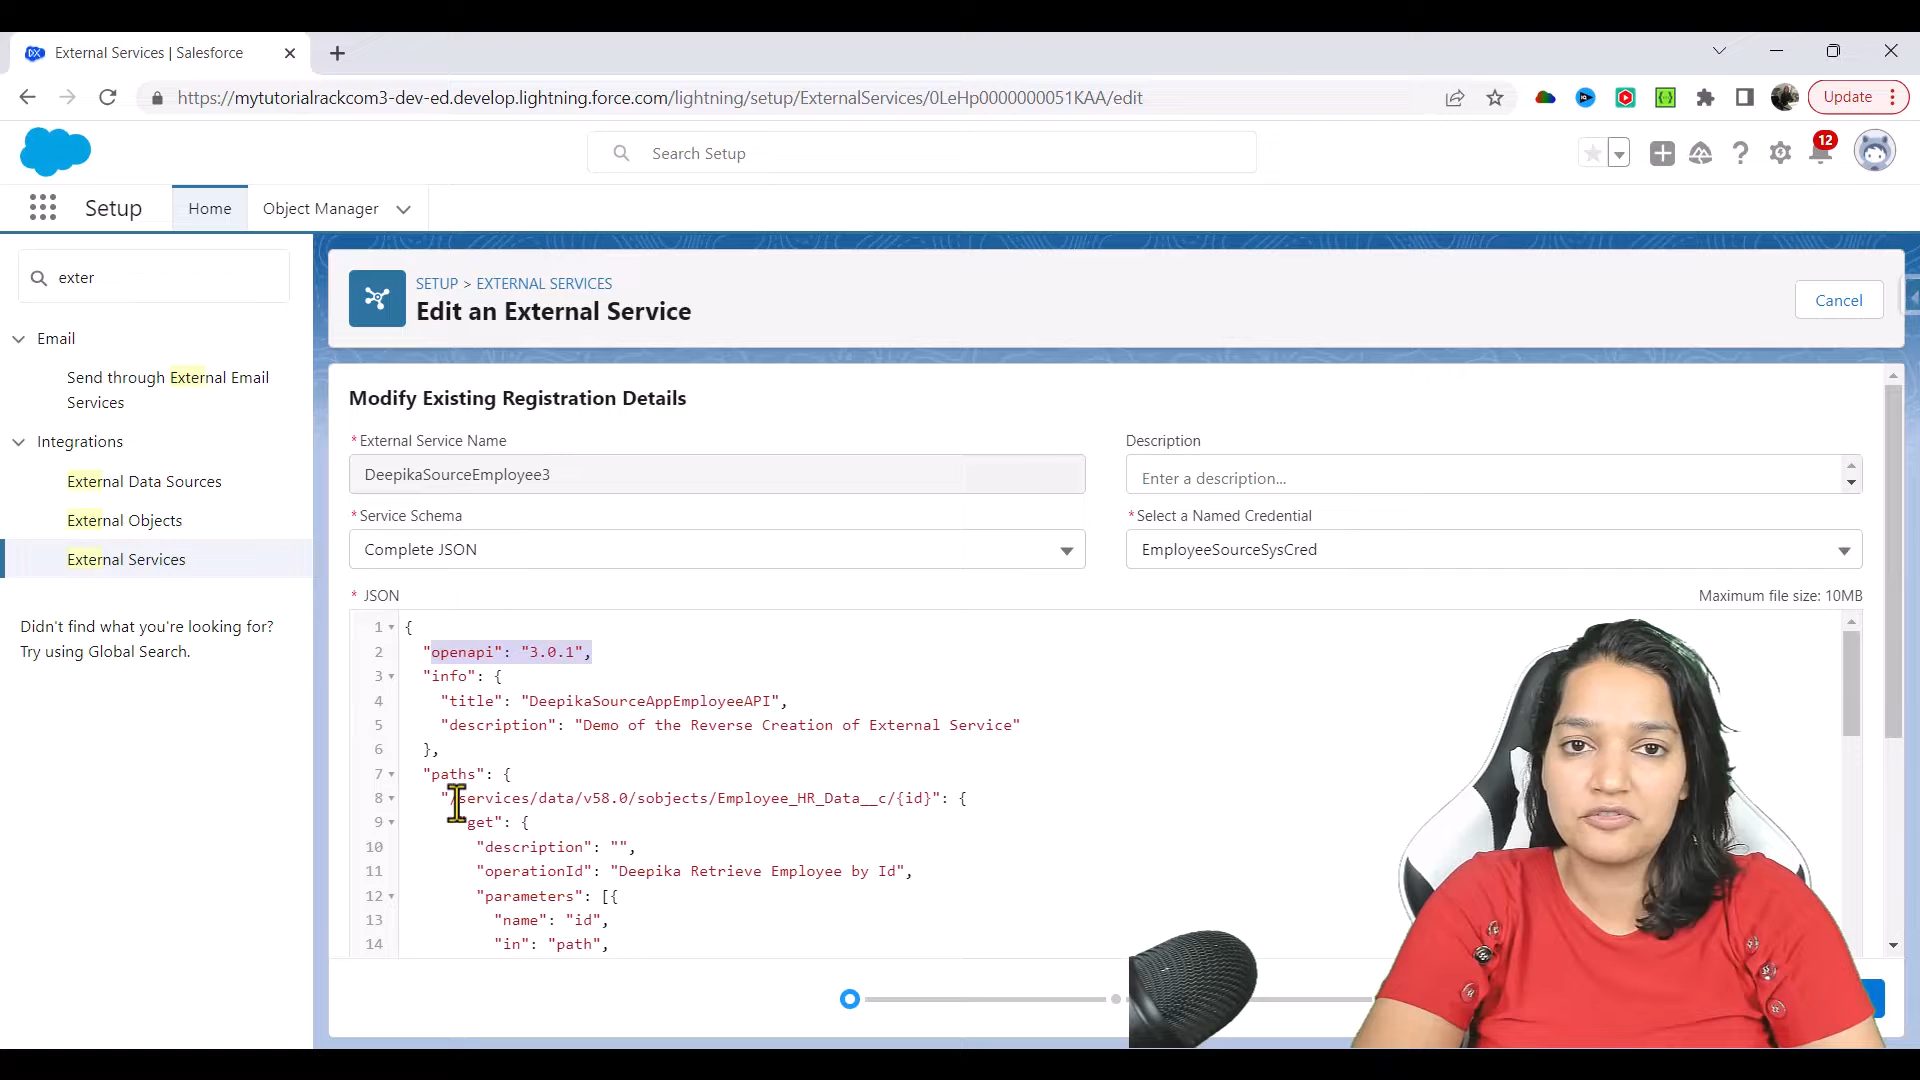 External Services | Salesforce
https://mytutorialrackcom3-dev-ed.develop.lightning.force.com/lightning/setup/ExternalServices/0LeHp0000000051KAA/edit
Update
Search Setup
12
Setup
Home
Object Manager
exter
Email
Send through External Email
Services
Integrations
External Data Sources
External Objects
External Services
Didn't find what you're looking for?
Try using Global Search.
SETUP > EXTERNAL SERVICES
Edit an External Service
Cancel
Modify Existing Registration Details
* External Service Name
DeepikaSourceEmployee3
Description
Enter a description...
* Service Schema
Complete JSON
* Select a Named Credential
EmployeeSourceSysCred
* JSON
Maximum file size: 10MB
1 {
2 "openapi": "3.0.1",
3 "info": {
4 "title": "DeepikaSourceAppEmployeeAPI",
5 "description": "Demo of the Reverse Creation of External Service"
6 },
7 "paths": {
8 "/services/data/v58.0/sobjects/Employee_HR_Data__c/{id}": {
9 get": {
10 "description": "",
11 "operationId": "Deepika Retrieve Employee by Id",
12 "parameters": [{
13 "name": "id",
14 "in": "path",